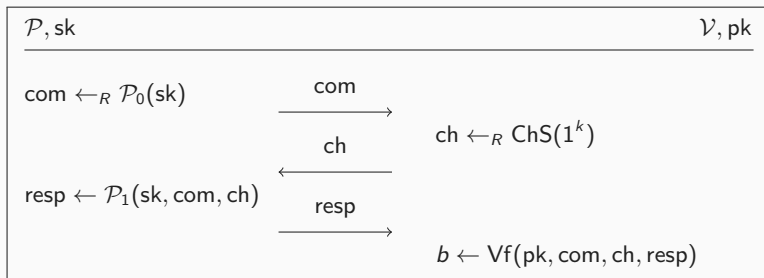 𝒫, sk 𝒱, pk
com ←_R 𝒫₀(sk)
com
ch ←_R ChS(1^k)
ch
resp ← 𝒫₁(sk, com, ch)
resp
b ← Vf(pk, com, ch, resp)